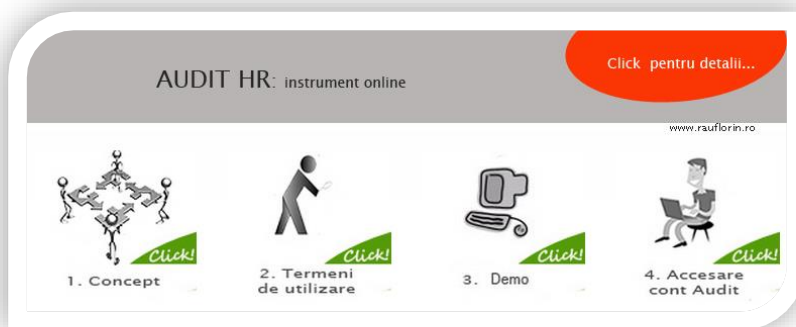 AUDIT HR: instrument online
Click pentru detalii...
www.rauflorin.ro
Click!
1. Concept
Click!
2. Termeni
de utilizare
Click!
3. Demo
Click!
4. Accesare
cont Audit